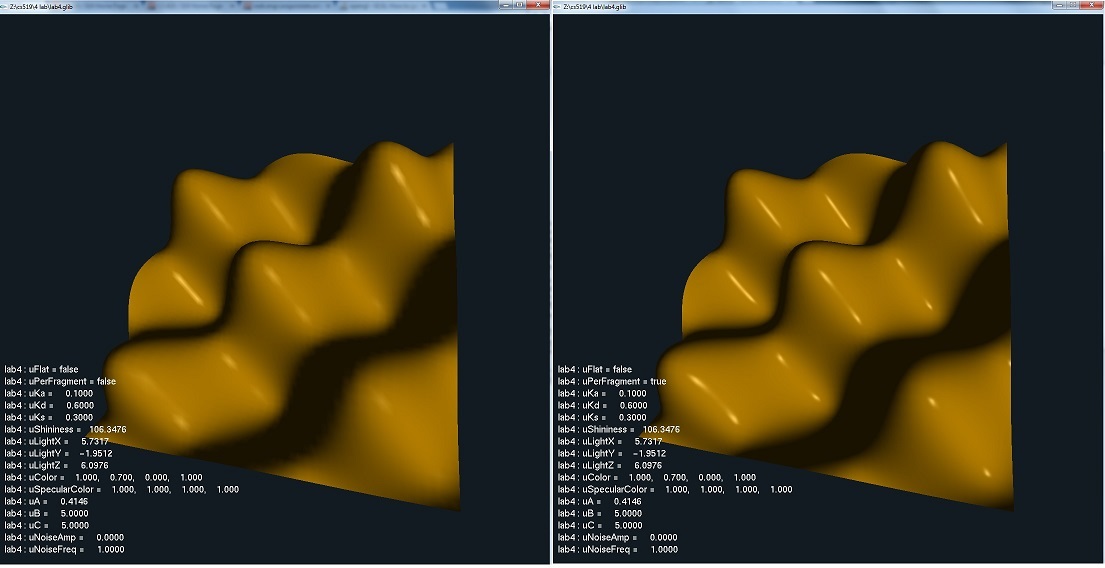 Z:\cs519\4 lab\lab4.glib
lab4 : uFlat = false
lab4 : uPerFragment = false
lab4 : uKa = 0.1000
lab4 : uKd = 0.6000
lab4 : uKs = 0.3000
lab4 : uShininess = 106.3476
lab4 : uLightX = 5.7317
lab4 : uLightY = -1.9512
lab4 : uLightZ = 6.0976
lab4 : uColor = 1.000, 0.700, 0.000, 1.000
lab4 : uSpecularColor = 1.000, 1.000, 1.000, 1.000
lab4 : uA = 0.4146
lab4 : uB = 5.0000
lab4 : uC = 5.0000
lab4 : uNoiseAmp = 0.0000
lab4 : uNoiseFreq = 1.0000
Z:\cs519\4 lab\lab4.glib
lab4 : uFlat = false
lab4 : uPerFragment = true
lab4 : uKa = 0.1000
lab4 : uKd = 0.6000
lab4 : uKs = 0.3000
lab4 : uShininess = 106.3476
lab4 : uLightX = 5.7317
lab4 : uLightY = -1.9512
lab4 : uLightZ = 6.0976
lab4 : uColor = 1.000, 0.700, 0.000, 1.000
lab4 : uSpecularColor = 1.000, 1.000, 1.000, 1.000
lab4 : uA = 0.4146
lab4 : uB = 5.0000
lab4 : uC = 5.0000
lab4 : uNoiseAmp = 0.0000
lab4 : uNoiseFreq = 1.0000